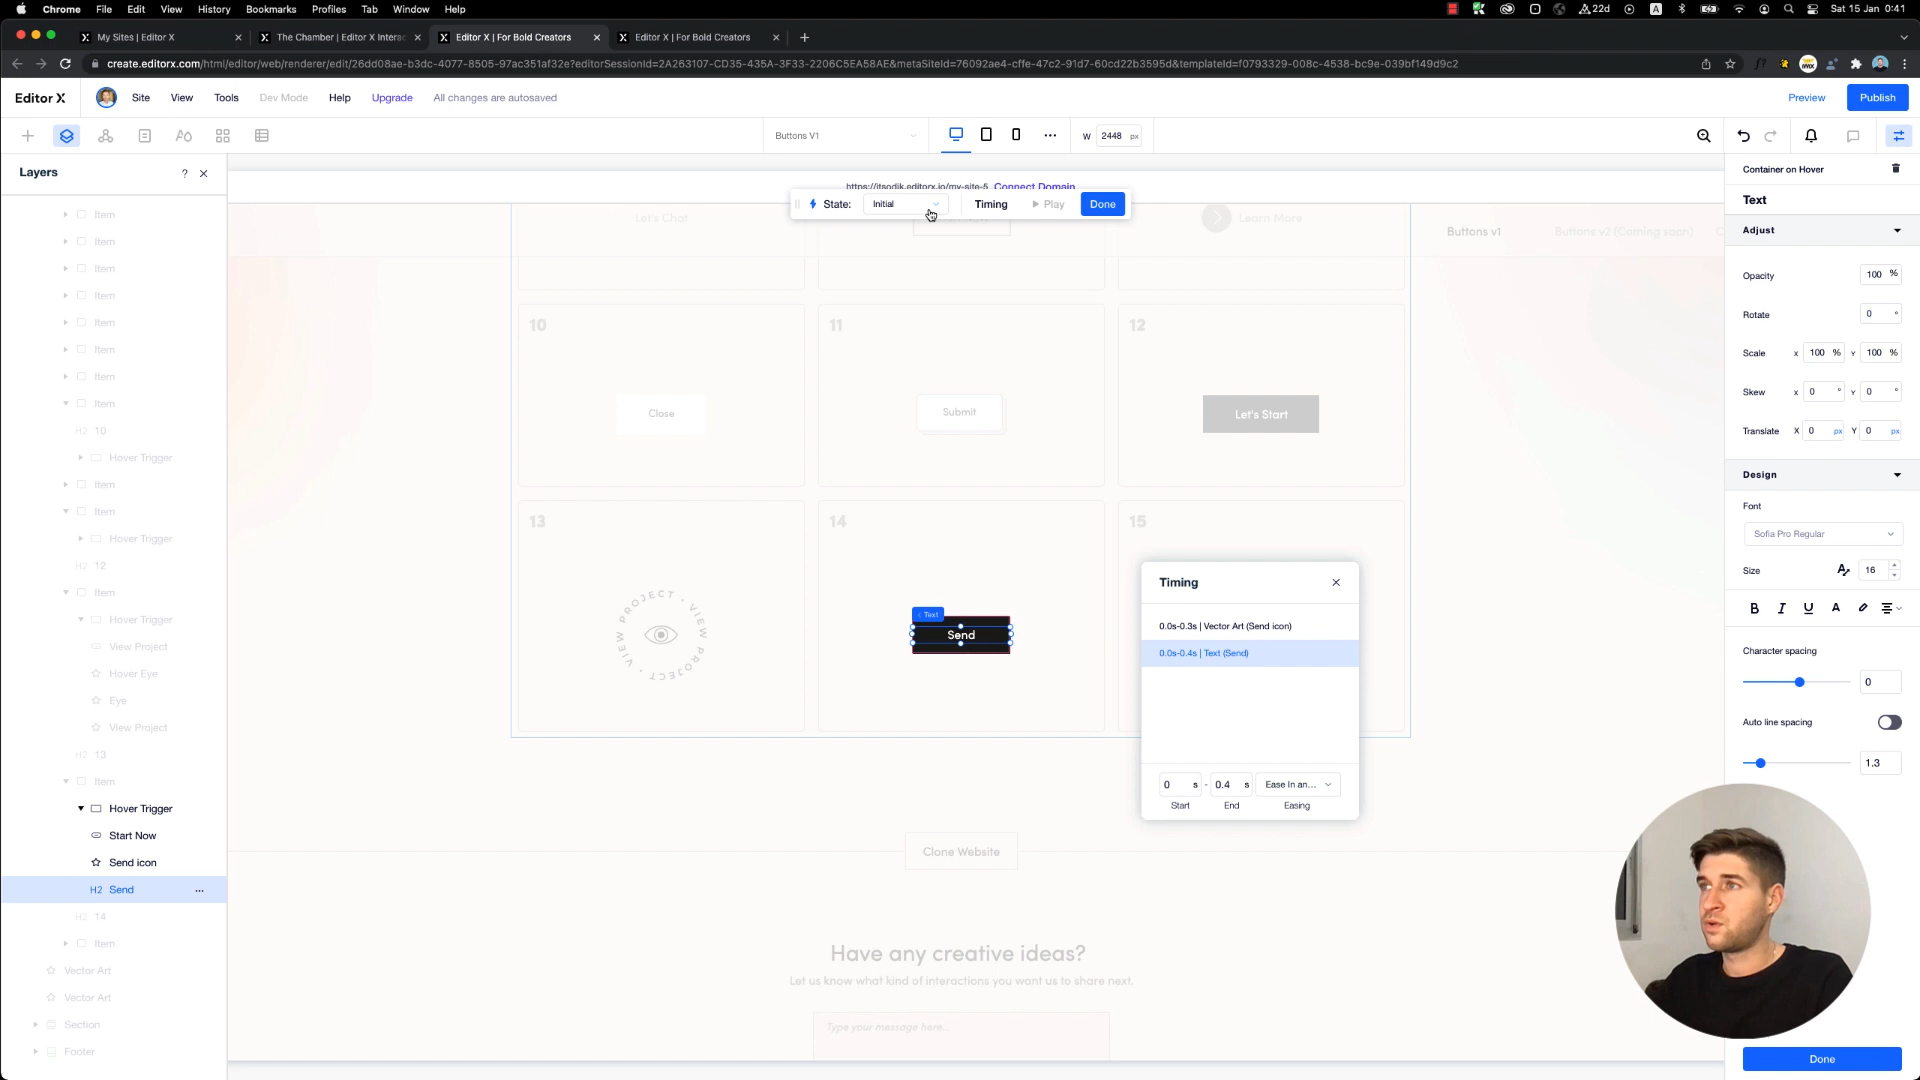 Chrome File Edit View History Bookmarks Profiles Tab Window Help
22d A Sat 15 Jan 0:41
My Sites | Editor X
The Chamber | Editor X Interac
Editor X | For Bold Creators
Editor X | For Bold Creators
create.editorx.com/html/editor/web/renderer/edit/26dd08ae-b3dc-4077-8505-97ac351af32e?editorSessionId=2A263107-CD35-435A-3F33-2206C5EA58AE&metaSiteId=76092ae4-cffe-47c2-91d7-60cd22b3595d&templateId=f0793329-008c-4538-bc9e-039bf149d9c2
Editor X Site View Tools Dev Mode Help Upgrade All changes are autosaved Preview Publish
Buttons V1 W 2448 px
Layers ?
Item
Item
Item
Item
Item
Item
Item
Item
H2 10
Hover Trigger
Item
Item
Hover Trigger
H2 12
Item
Hover Trigger
View Project
Hover Eye
Eye
View Project
H2 13
Item
Hover Trigger
Start Now
Send icon
H2 Send ...
H2 14
Item
Vector Art
Vector Art
Section
Footer
https://itsodik.editorx.io/my-site-5 Connect Domain
State: Initial Timing Play Done
Let's Chat
Learn More
Buttons v1 Buttons v2 (Coming soon)
10
Close
11
Submit
12
Let's Start
13
VIEW PROJECT • VIEW PROJECT •
14
Text
Send
15
Timing
0.0s-0.3s | Vector Art (Send icon)
0.0s-0.4s | Text (Send)
0 s - 0.4 s Ease In an...
Start End Easing
Clone Website
Have any creative ideas?
Let us know what kind of interactions you want us to share next.
Type your message here...
Container on Hover
Text
Adjust
Opacity 100 %
Rotate 0 °
Scale X 100 % Y 100 %
Skew X 0 ° Y 0 °
Translate X 0 px Y 0 px
Design
Font
Sofia Pro Regular
Size 16
B I U A
Character spacing
0
Auto line spacing
1.3
Done